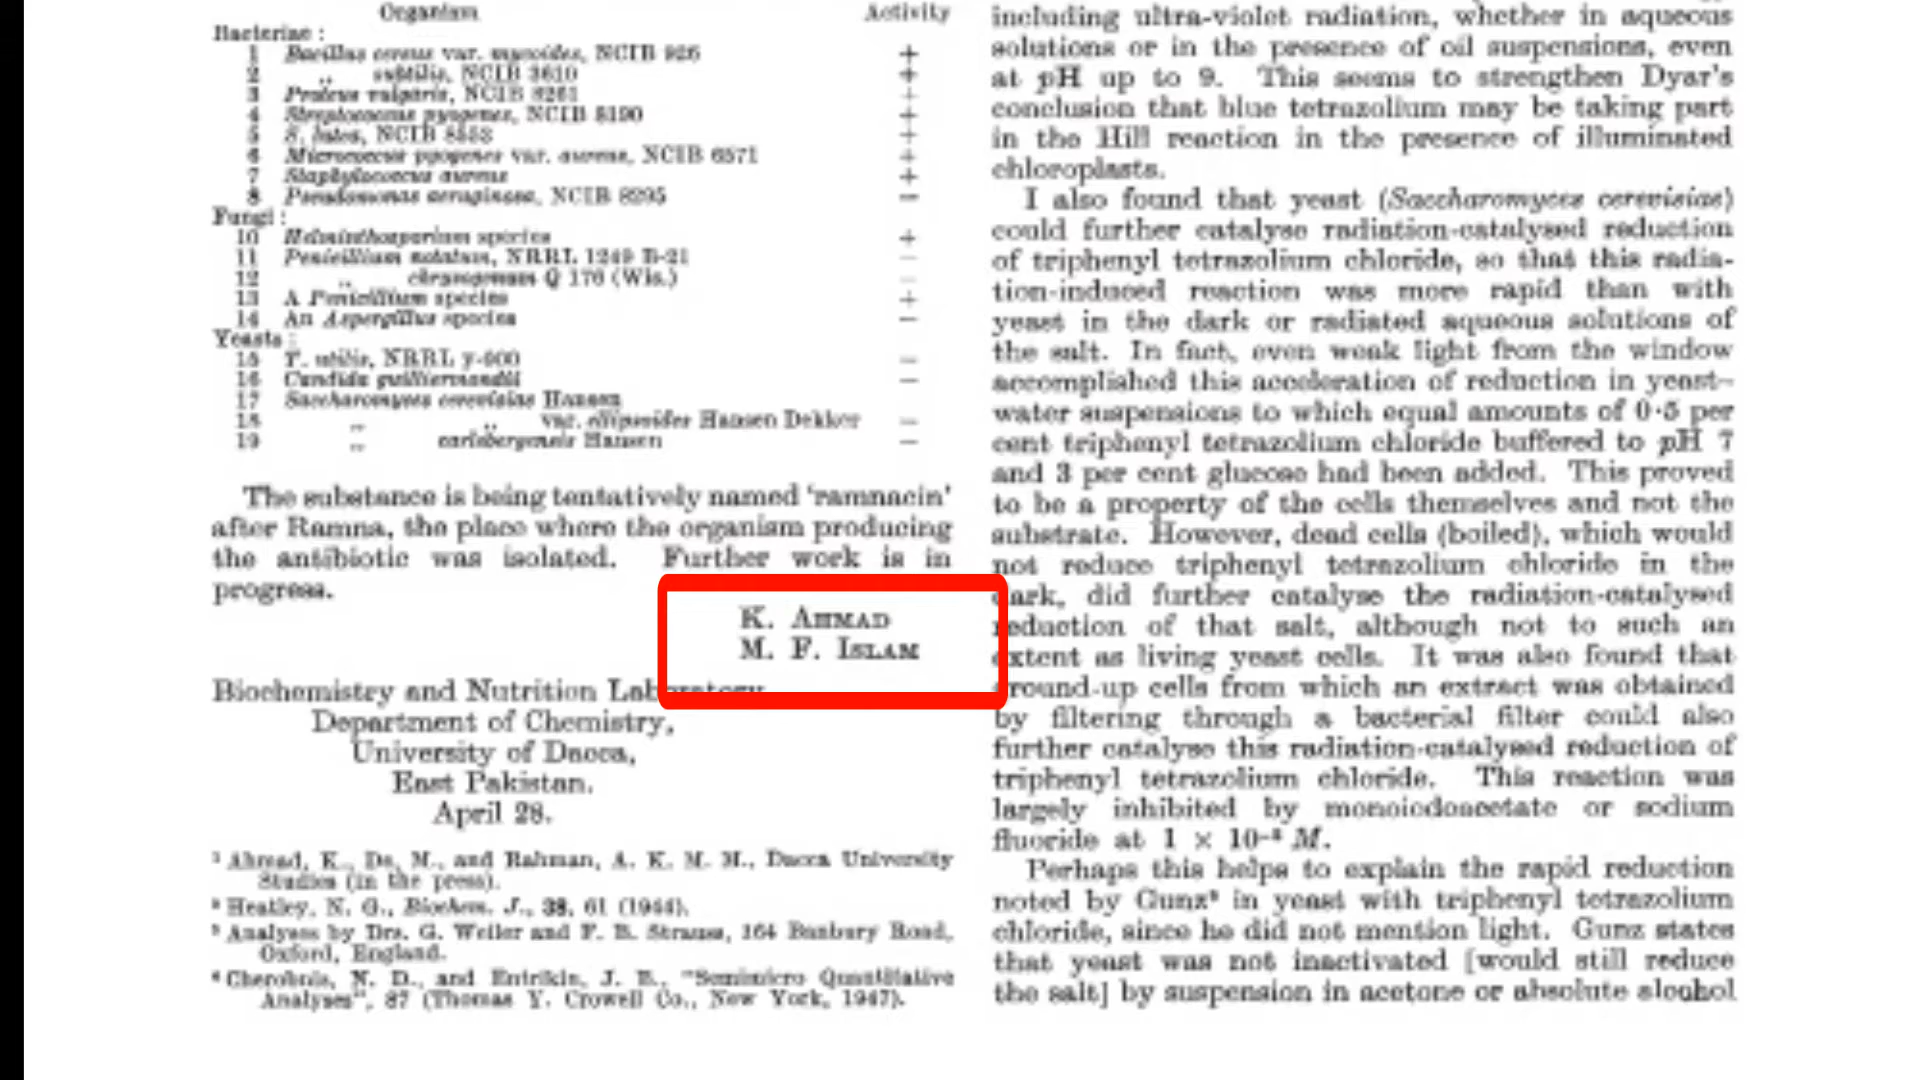 Organism Activity
Bacteriae :
1 Bacillus cereus var. mycoides, NCIB 926 +
2 ,, subtilis, NCIB 3610 +
3 Proteus vulgaris, NCIB 8261 +
4 Streptococcus pyogenes, NCIB 8190 +
5 S. lutea, NCIB 8553 +
6 Micrococcus pyogenes var. aureus, NCIB 6571 +
7 Staphylococcus aureus +
8 Pseudomonas aeruginosa, NCIB 8295 −
Fungi :
10 Helminthosporium species +
11 Penicillium notatum, NRRL 1249 B-21 −
12 ,, chrysogenum Q 176 (Wis.) −
13 A Penicillium species +
14 An Aspergillus species −
Yeasts :
15 T. utilis, NRRL y-900 −
16 Candida guilliermondii −
17 Saccharomyces cerevisiae Hansen
18 ,, ,, var. ellipsoides Hansen Dekker −
19 ,, carlsbergensis Hansen −
The substance is being tentatively named ‘ramnacin’
after Ramna, the place where the organism producing
the antibiotic was isolated. Further work is in
progress.
K. AHMAD
M. F. ISLAM
Biochemistry and Nutrition Laboratory,
Department of Chemistry,
University of Dacca,
East Pakistan.
April 28.
¹ Ahmad, K., De, M., and Rahman, A. K. M. M., Dacca University
Studies (in the press).
² Heatley, N. G., Biochem. J., 38, 61 (1944).
³ Analyses by Drs. G. Weiler and F. B. Strauss, 164 Banbury Road,
Oxford, England.
⁴ Cheronis, N. D., and Entrikin, J. B., “Semimicro Quantitative
Analyses”, 87 (Thomas Y. Crowell Co., New York, 1947).
including ultra-violet radiation, whether in aqueous
solutions or in the presence of oil suspensions, even
at pH up to 9. This seems to strengthen Dyar’s
conclusion that blue tetrazolium may be taking part
in the Hill reaction in the presence of illuminated
chloroplasts.
I also found that yeast (Saccharomyces cerevisiae)
could further catalyse radiation-catalysed reduction
of triphenyl tetrazolium chloride, so that this radia-
tion-induced reaction was more rapid than with
yeast in the dark or radiated aqueous solutions of
the salt. In fact, even weak light from the window
accomplished this acceleration of reduction in yeast–
water suspensions to which equal amounts of 0·5 per
cent triphenyl tetrazolium chloride buffered to pH 7
and 3 per cent glucose had been added. This proved
to be a property of the cells themselves and not the
substrate. However, dead cells (boiled), which would
not reduce triphenyl tetrazolium chloride in the
dark, did further catalyse the radiation-catalysed
reduction of that salt, although not to such an
extent as living yeast cells. It was also found that
ground-up cells from which an extract was obtained
by filtering through a bacterial filter could also
further catalyse this radiation-catalysed reduction of
triphenyl tetrazolium chloride. This reaction was
largely inhibited by monoiodoacetate or sodium
fluoride at 1 × 10⁻⁴ M.
Perhaps this helps to explain the rapid reduction
noted by Gunz⁸ in yeast with triphenyl tetrazolium
chloride, since he did not mention light. Gunz states
that yeast was not inactivated [would still reduce
the salt] by suspension in acetone or absolute alcohol